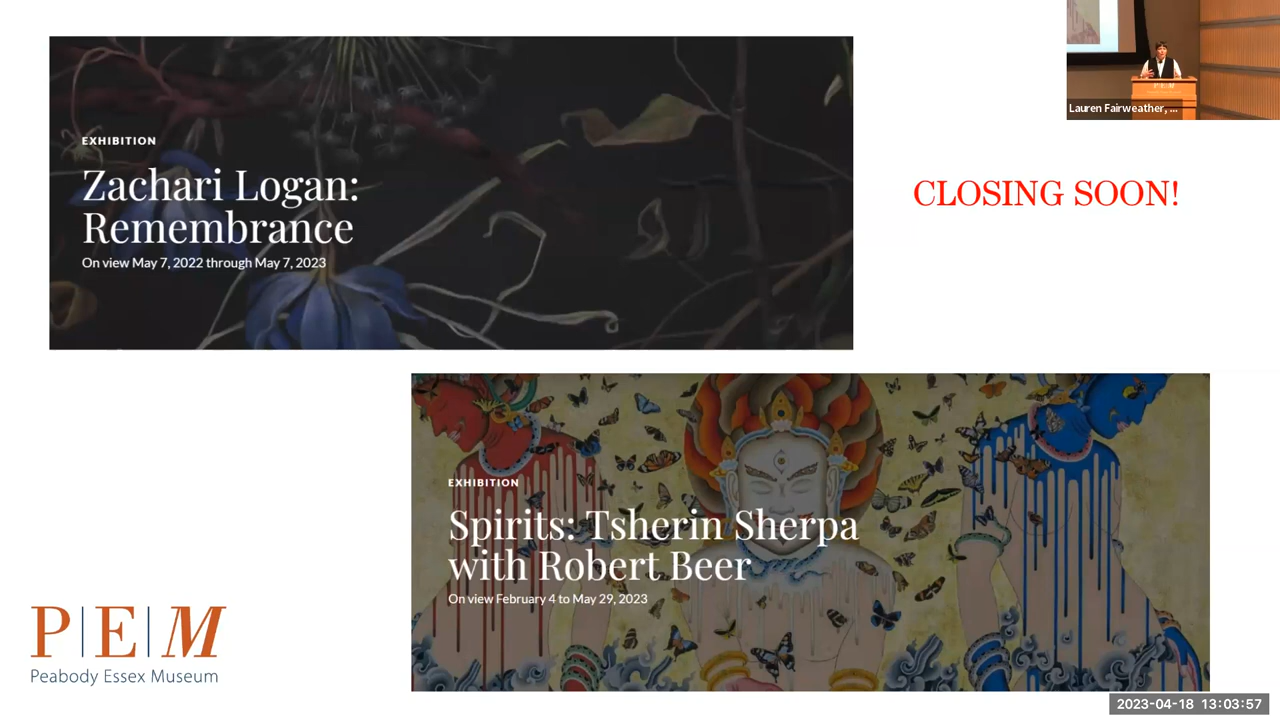 EXHIBITION
Zachari Logan:
Remembrance
On view May 7, 2022 through May 7, 2023
CLOSING SOON!
PEM
Lauren Fairweather, ...
EXHIBITION
Spirits: Tsherin Sherpa
with Robert Beer
On view February 4 to May 29, 2023
P|E|M
Peabody Essex Museum
2023-04-18 13:03:57